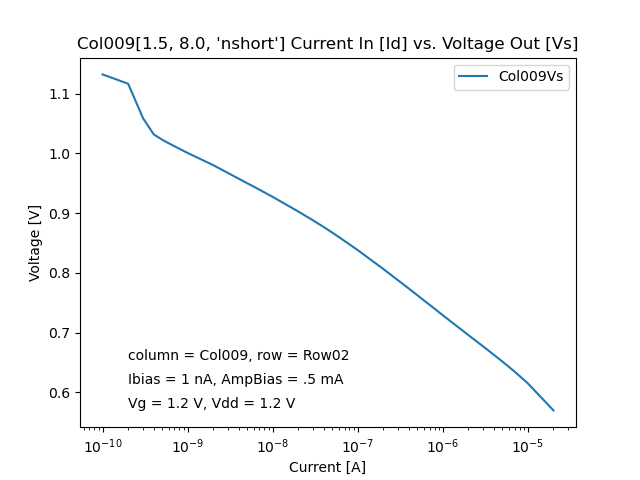 Col009[1.5, 8.0, 'nshort'] Current In [Id] vs. Voltage Out [Vs]
Col009Vs
1.1
1.0
0.9
0.8
0.7
0.6
Voltage [V]
column = Col009, row = Row02
Ibias = 1 nA, AmpBias = .5 mA
Vg = 1.2 V, Vdd = 1.2 V
10⁻¹⁰ 10⁻⁹ 10⁻⁸ 10⁻⁷ 10⁻⁶ 10⁻⁵
Current [A]